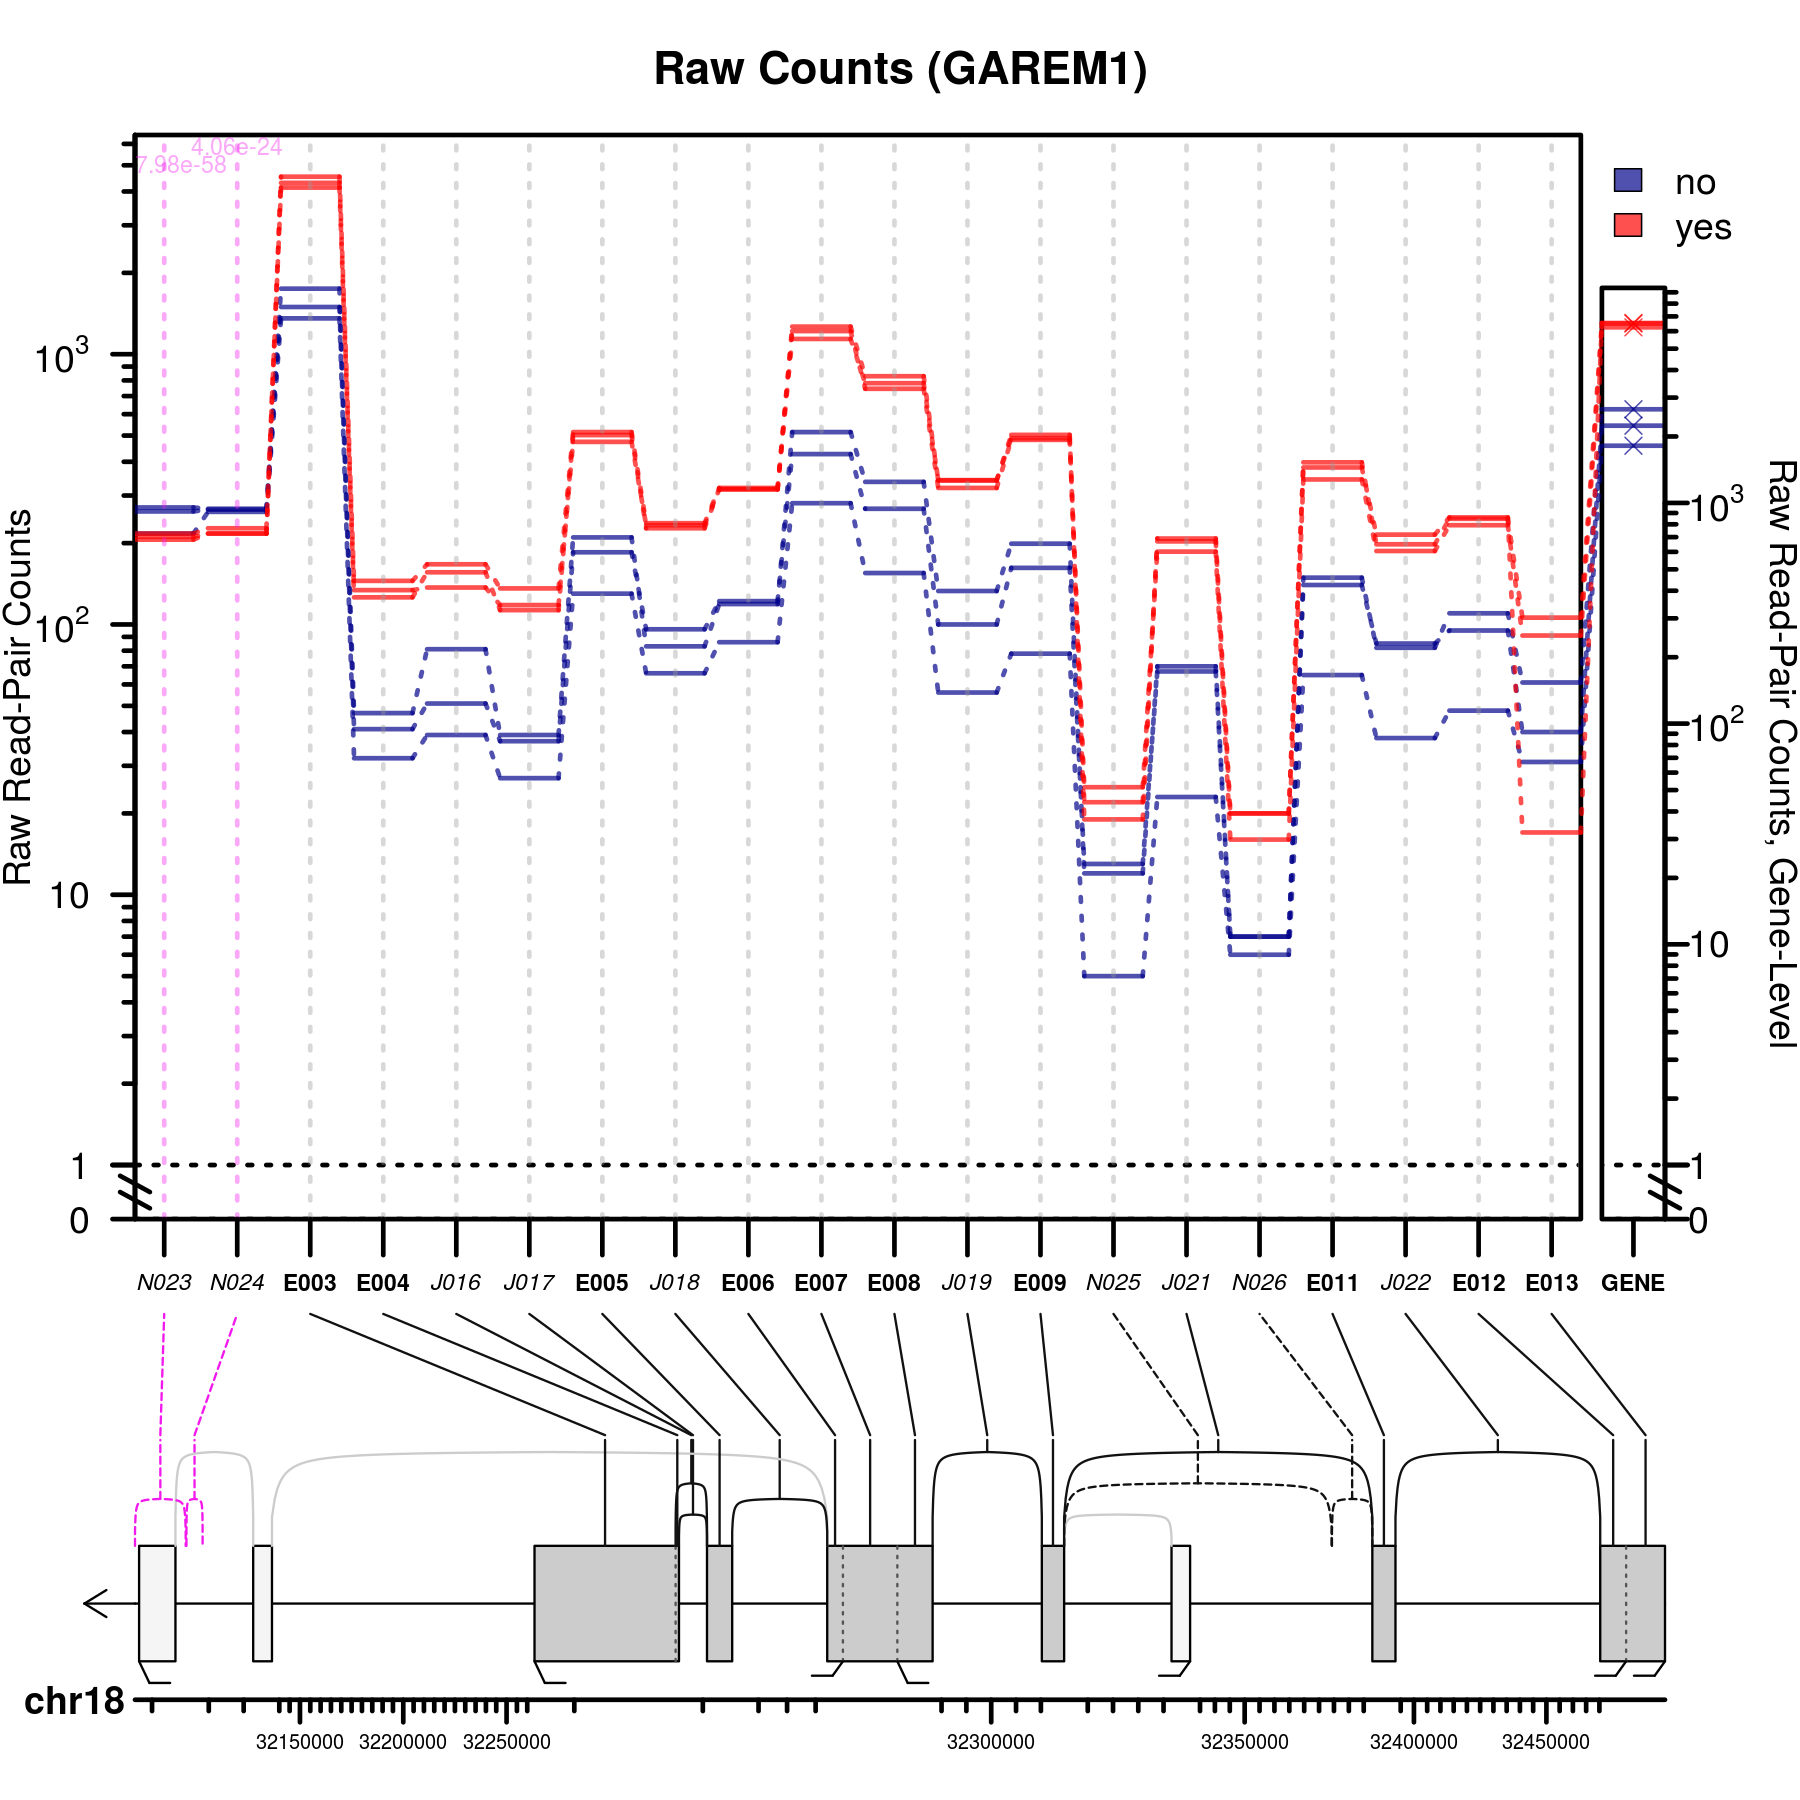 Raw Counts (GAREM1)
4.06e-24
7.98e-58
no
yes
Raw Read-Pair Counts
10³
10²
10
1
0
Raw Read-Pair Counts, Gene-Level
10³
10²
10
1
0
N023 N024 E003 E004 J016 J017 E005 J018 E006 E007 E008 J019 E009 N025 J021 N026 E011 J022 E012 E013 GENE
chr18
32150000 32200000 32250000 32300000 32350000 32400000 32450000